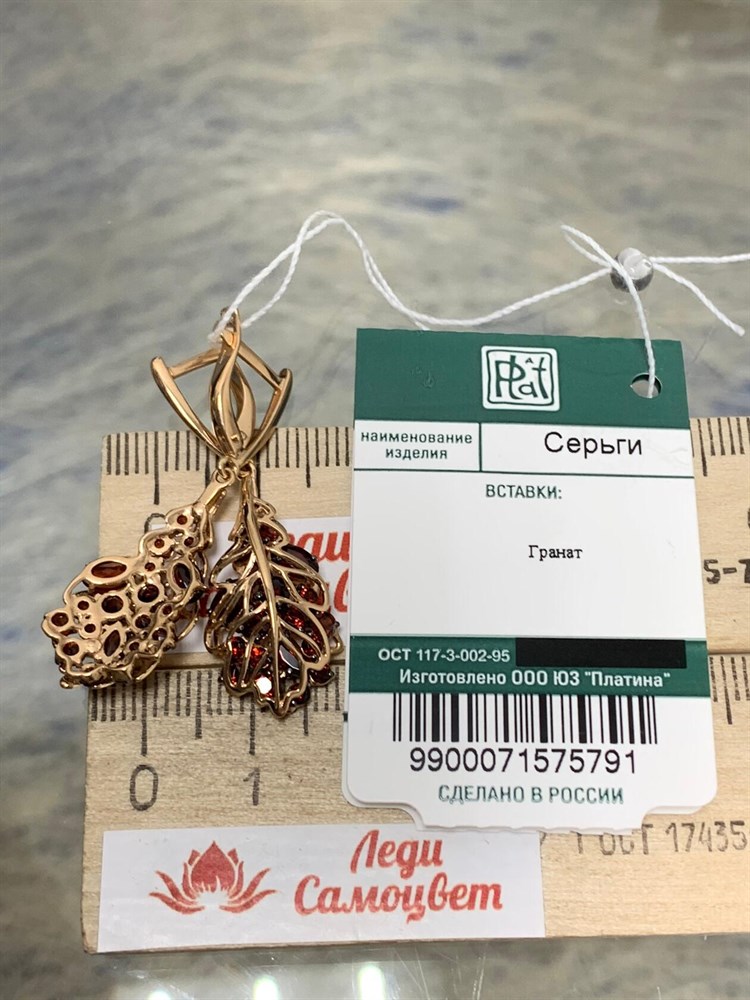 Plat
наименование
изделия
Серьги
ВСТАВКИ:
Гранат
ОСТ 117-3-002-95
Изготовлено ООО ЮЗ "Платина"
9900071575791
СДЕЛАНО В РОССИИ
0 1
ГОСТ 17435
Леди
Самоцвет